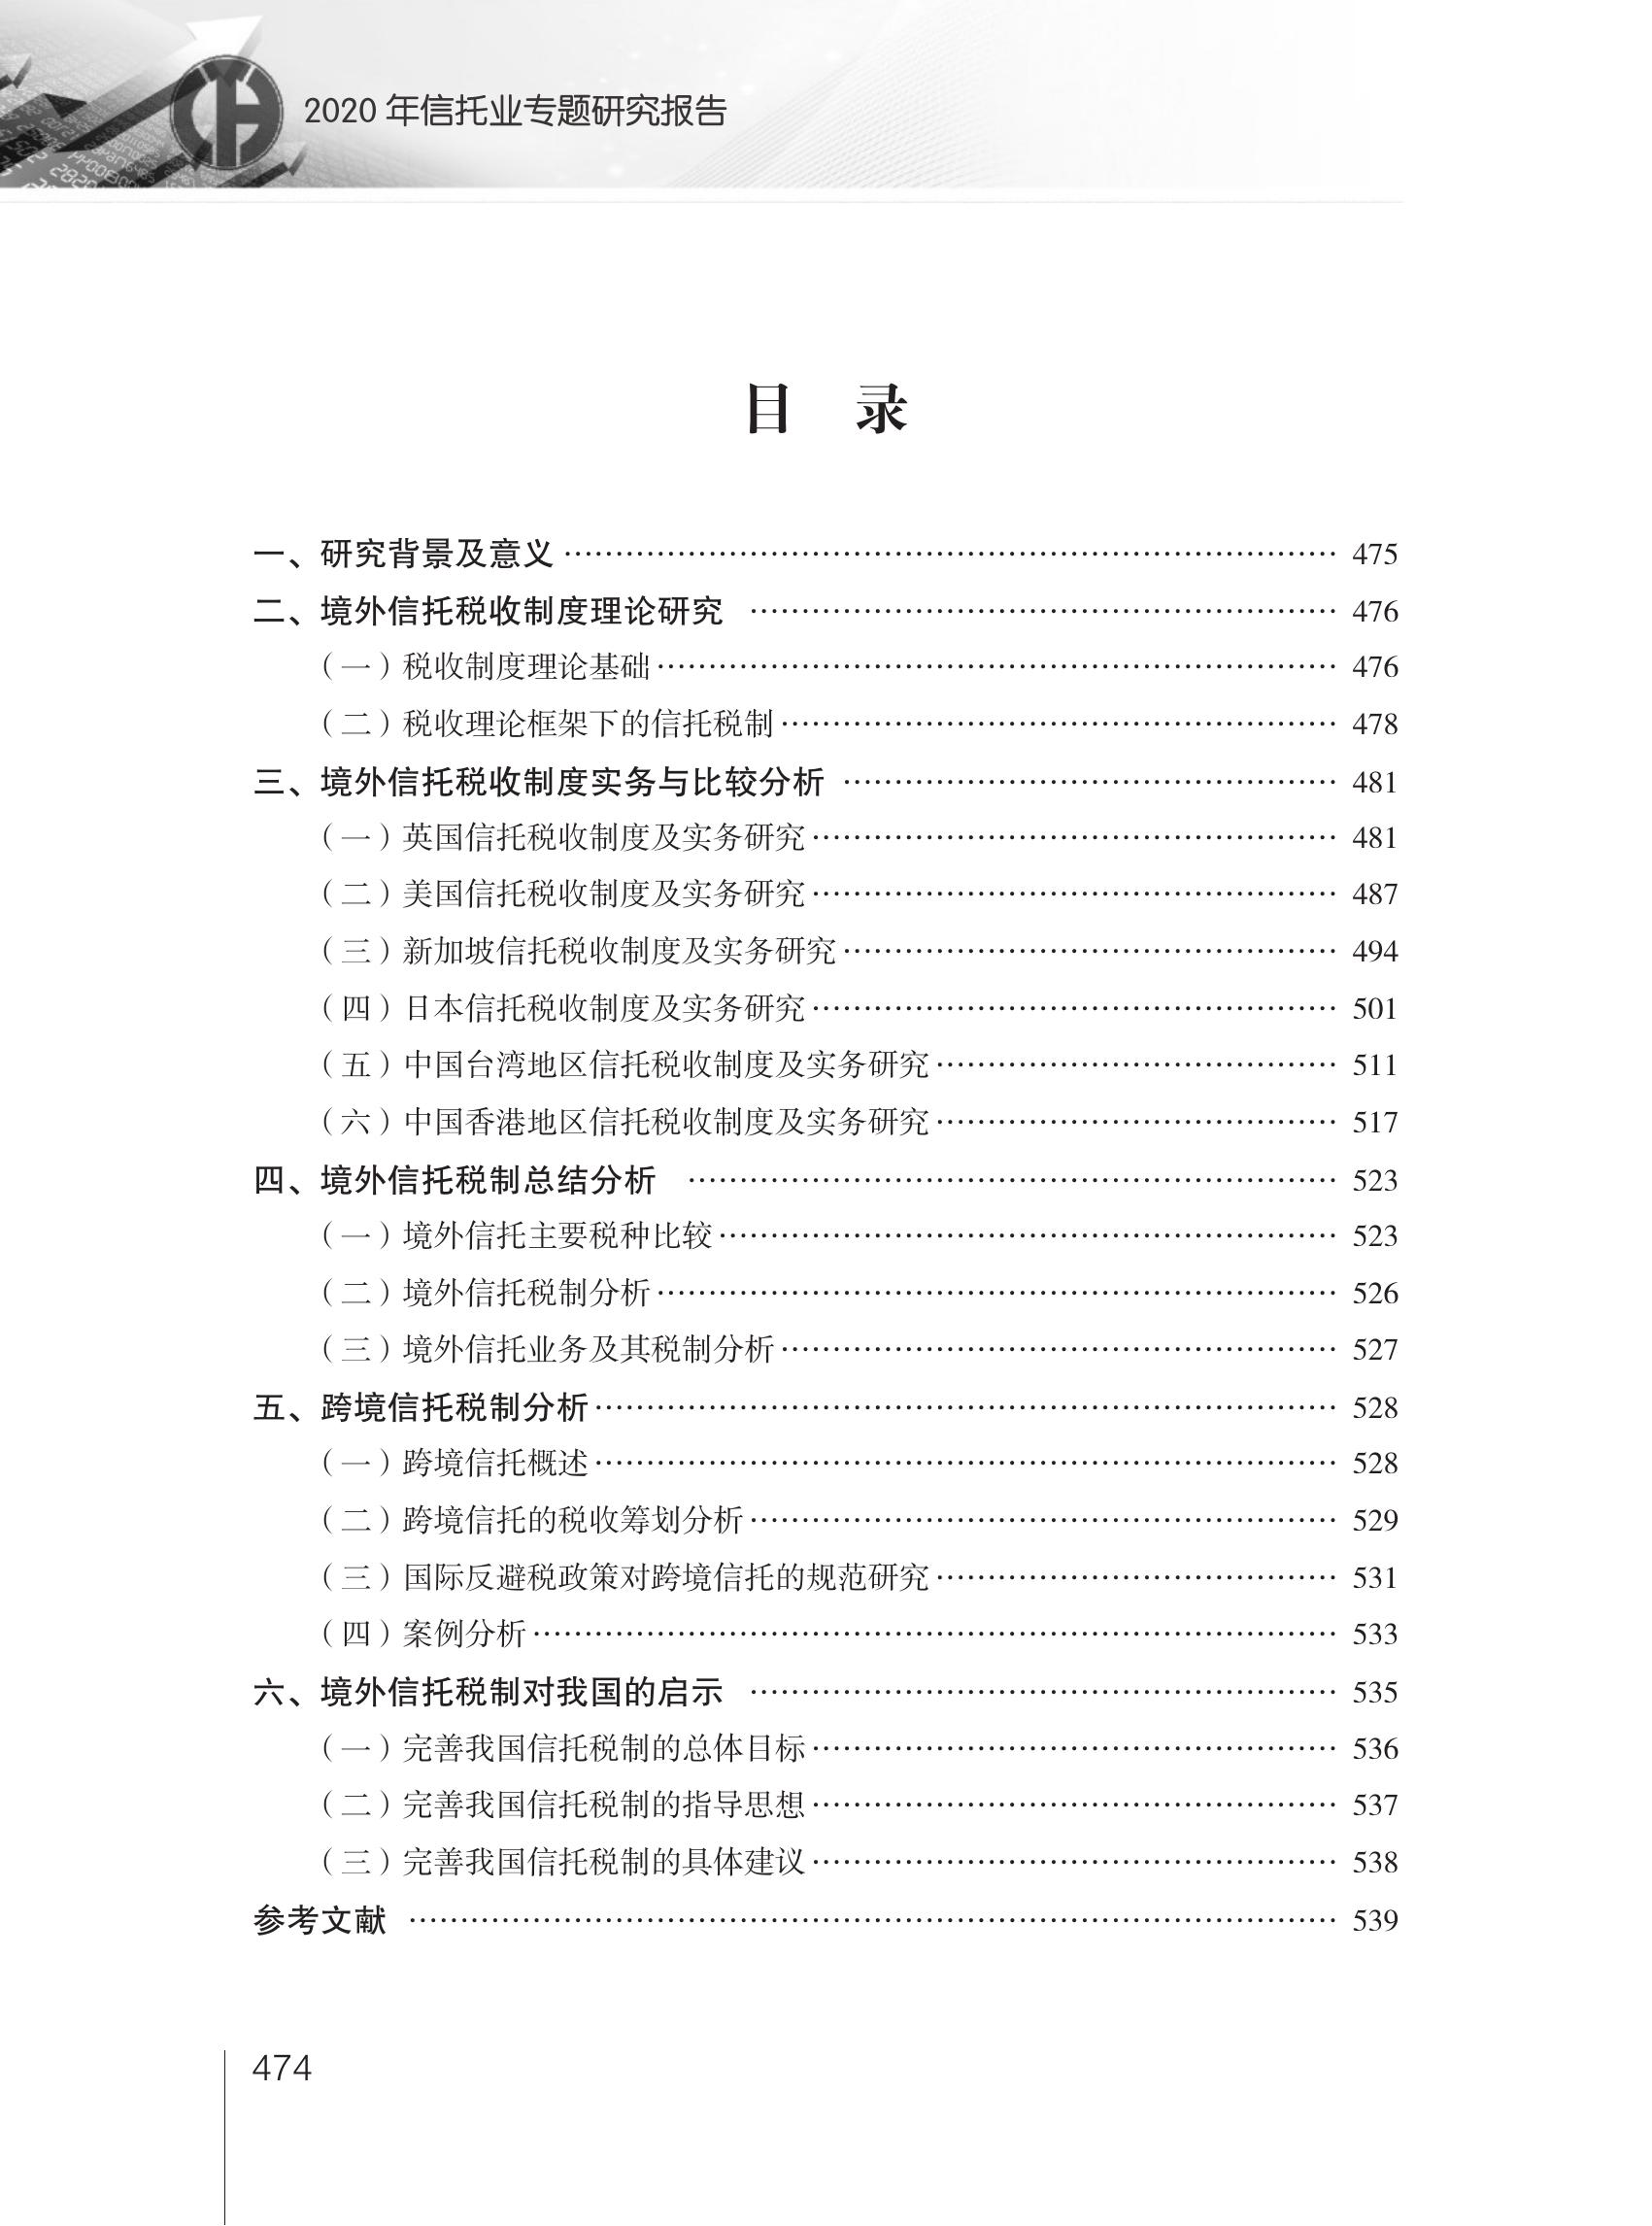 2020 年信托业专题研究报告
目 录
一、研究背景及意义 …………………………………………………………………… 475
二、境外信托税收制度理论研究 ………………………………………………… 476
（一）税收制度理论基础 ………………………………………………………… 476
（二）税收理论框架下的信托税制 ……………………………………………… 478
三、境外信托税收制度实务与比较分析 ………………………………………… 481
（一）英国信托税收制度及实务研究 …………………………………………… 481
（二）美国信托税收制度及实务研究 …………………………………………… 487
（三）新加坡信托税收制度及实务研究 ………………………………………… 494
（四）日本信托税收制度及实务研究 …………………………………………… 501
（五）中国台湾地区信托税收制度及实务研究 ………………………………… 511
（六）中国香港地区信托税收制度及实务研究 ………………………………… 517
四、境外信托税制总结分析 ……………………………………………………… 523
（一）境外信托主要税种比较 …………………………………………………… 523
（二）境外信托税制分析 ………………………………………………………… 526
（三）境外信托业务及其税制分析 ……………………………………………… 527
五、跨境信托税制分析 …………………………………………………………… 528
（一）跨境信托概述 ……………………………………………………………… 528
（二）跨境信托的税收筹划分析 ………………………………………………… 529
（三）国际反避税政策对跨境信托的规范研究 ………………………………… 531
（四）案例分析 …………………………………………………………………… 533
六、境外信托税制对我国的启示 ………………………………………………… 535
（一）完善我国信托税制的总体目标 …………………………………………… 536
（二）完善我国信托税制的指导思想 …………………………………………… 537
（三）完善我国信托税制的具体建议 …………………………………………… 538
参考文献 …………………………………………………………………………… 539
474